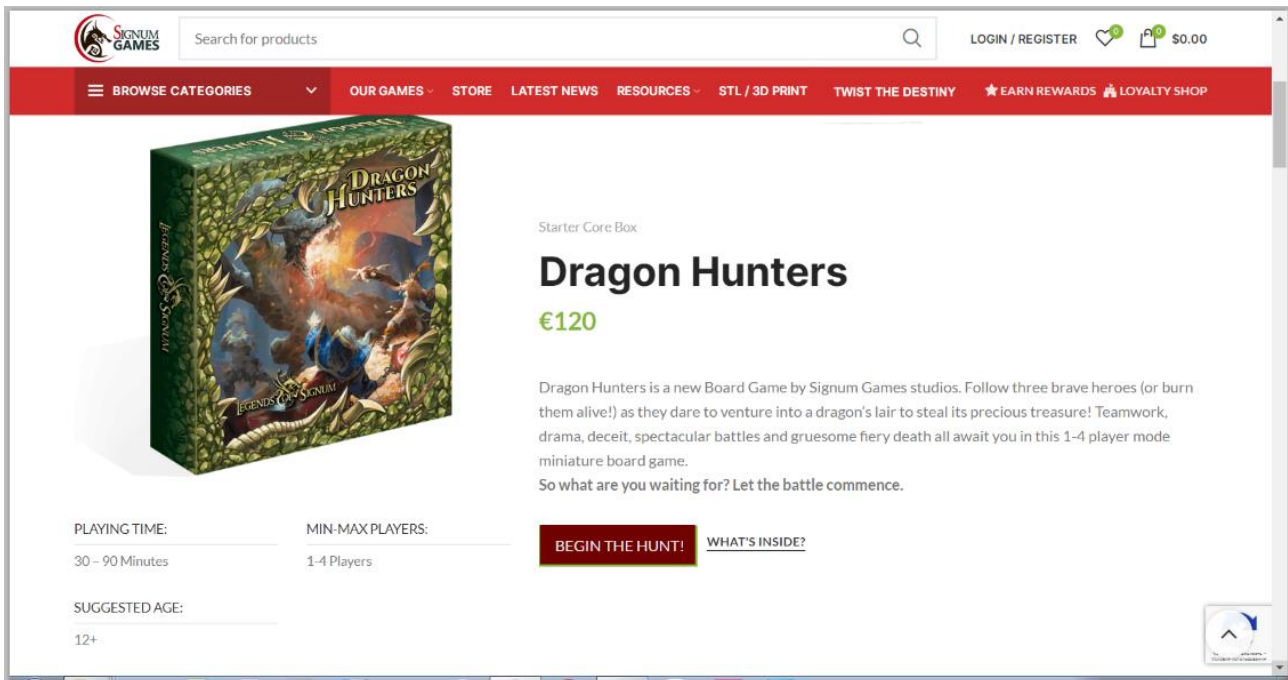 SIGNUM
GAMES
Search for products
LOGIN / REGISTER
0
0
$0.00
BROWSE CATEGORIES
OUR GAMES
STORE
LATEST NEWS
RESOURCES
STL / 3D PRINT
TWIST THE DESTINY
EARN REWARDS
LOYALTY SHOP
DRAGON HUNTERS
DRAGON
HUNTERS
LEGENDS OF SIGNUM
LEGENDS OF SIGNUM
Starter Core Box
Dragon Hunters
€120
Dragon Hunters is a new Board Game by Signum Games studios. Follow three brave heroes (or burn
them alive!) as they dare to venture into a dragon's lair to steal its precious treasure! Teamwork,
drama, deceit, spectacular battles and gruesome fiery death all await you in this 1-4 player mode
miniature board game.
So what are you waiting for? Let the battle commence.
BEGIN THE HUNT!
WHAT'S INSIDE?
PLAYING TIME:
30 – 90 Minutes
MIN-MAX PLAYERS:
1-4 Players
SUGGESTED AGE:
12+